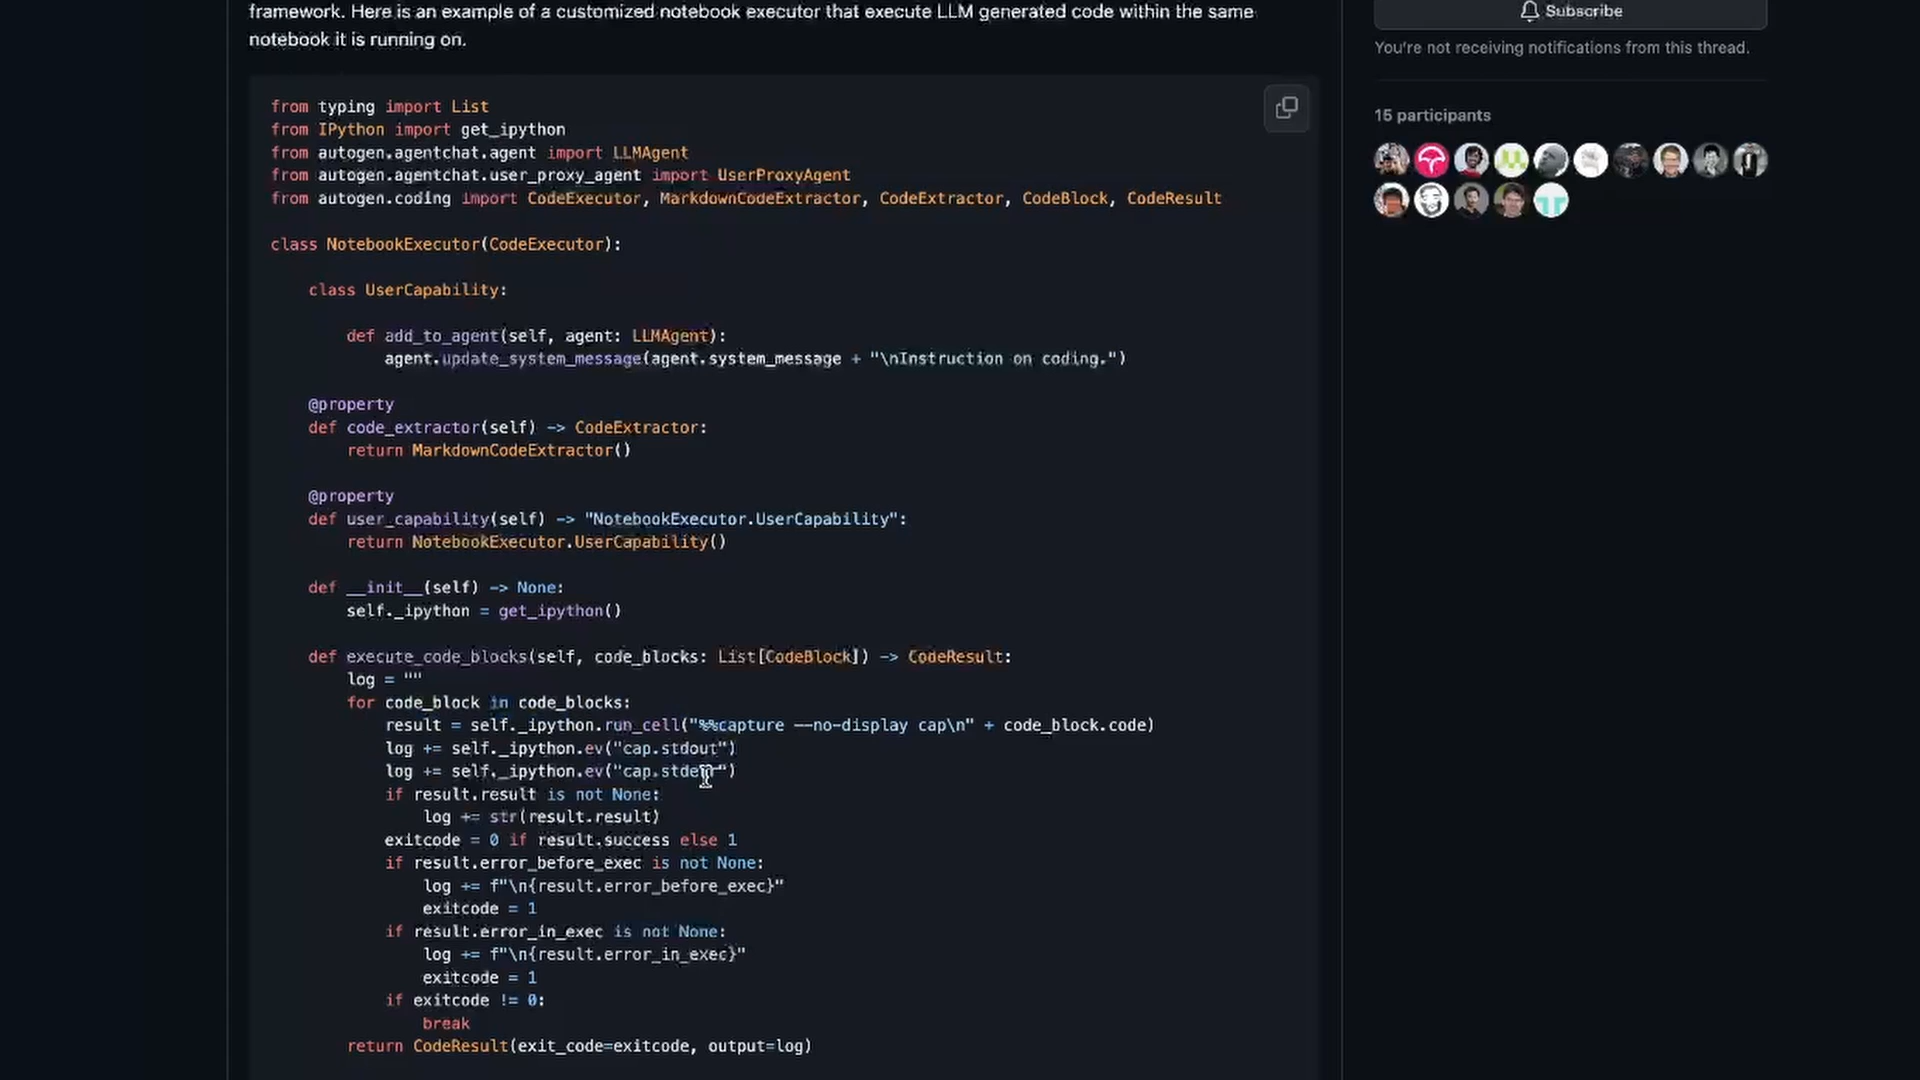 framework. Here is an example of a customized notebook executor that execute LLM generated code within the same
notebook it is running on.
from typing import List
from IPython import get_ipython
from autogen.agentchat.agent import LLMAgent
from autogen.agentchat.user_proxy_agent import UserProxyAgent
from autogen.coding import CodeExecutor, MarkdownCodeExtractor, CodeExtractor, CodeBlock, CodeResult
class NotebookExecutor(CodeExecutor):
    class UserCapability:
        def add_to_agent(self, agent: LLMAgent):
            agent.update_system_message(agent.system_message + "\nInstruction on coding.")
    @property
    def code_extractor(self) -> CodeExtractor:
        return MarkdownCodeExtractor()
    @property
    def user_capability(self) -> "NotebookExecutor.UserCapability":
        return NotebookExecutor.UserCapability()
    def __init__(self) -> None:
        self._ipython = get_ipython()
    def execute_code_blocks(self, code_blocks: List[CodeBlock]) -> CodeResult:
        log = ""
        for code_block in code_blocks:
            result = self._ipython.run_cell("%%capture --no-display cap\n" + code_block.code)
            log += self._ipython.ev("cap.stdout")
            log += self._ipython.ev("cap.stderr")
            if result.result is not None:
                log += str(result.result)
            exitcode = 0 if result.success else 1
            if result.error_before_exec is not None:
                log += f"\n{result.error_before_exec}"
                exitcode = 1
            if result.error_in_exec is not None:
                log += f"\n{result.error_in_exec}"
                exitcode = 1
            if exitcode != 0:
                break
        return CodeResult(exit_code=exitcode, output=log)
Subscribe
You're not receiving notifications from this thread.
15 participants